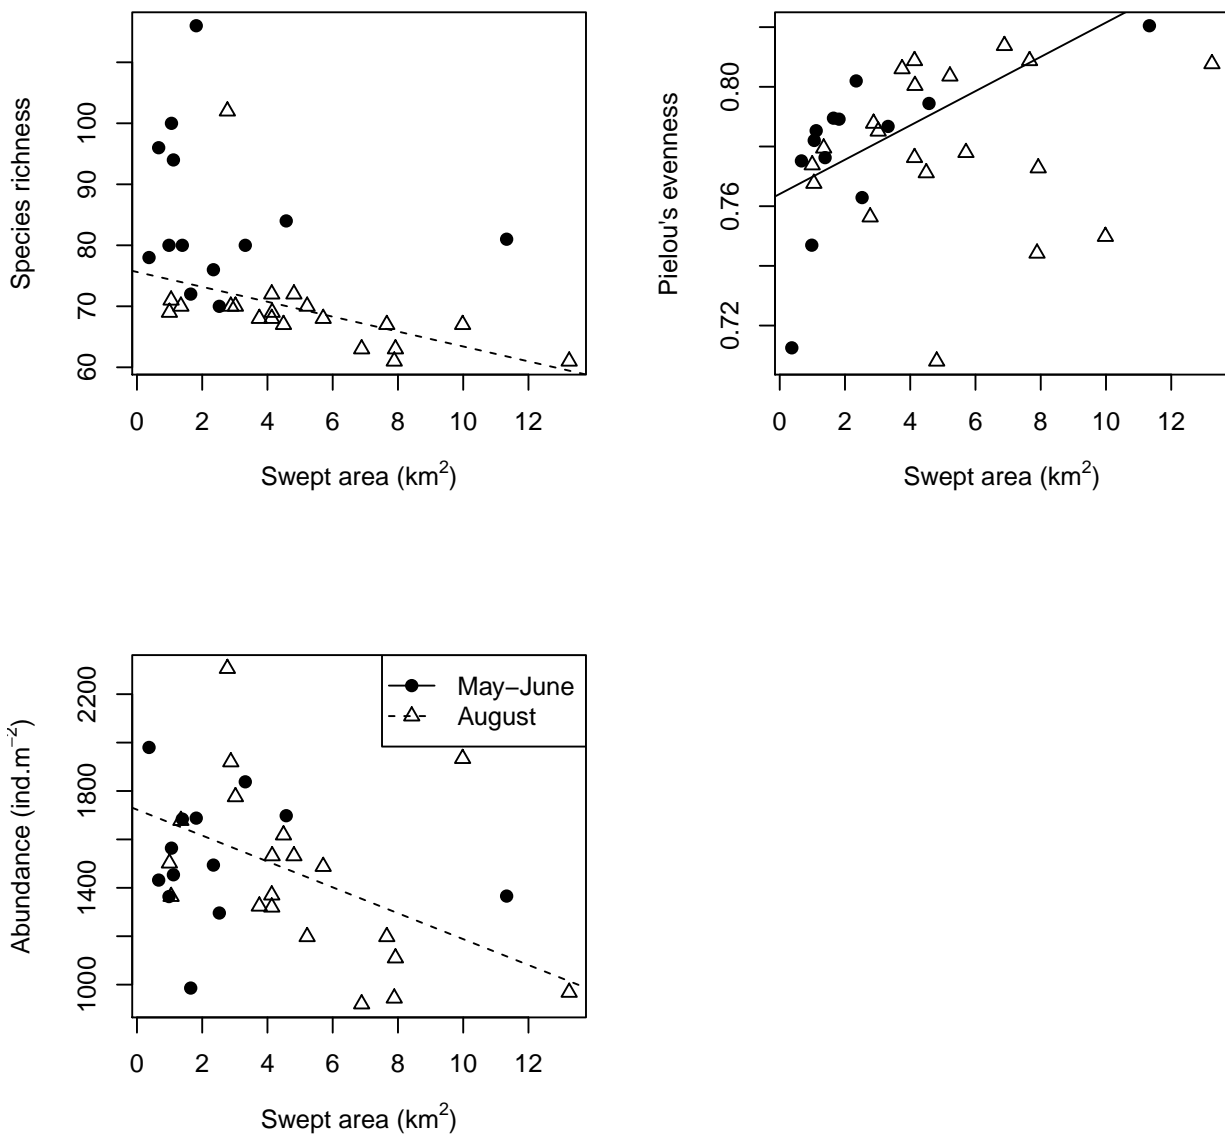 Species richness
100
90
80
70
60
0 2 4 6 8 10 12
Swept area (km²)
Pielou's evenness
0.80
0.76
0.72
0 2 4 6 8 10 12
Swept area (km²)
Abundance (ind.m⁻²)
2200
1800
1400
1000
May−June
August
0 2 4 6 8 10 12
Swept area (km²)